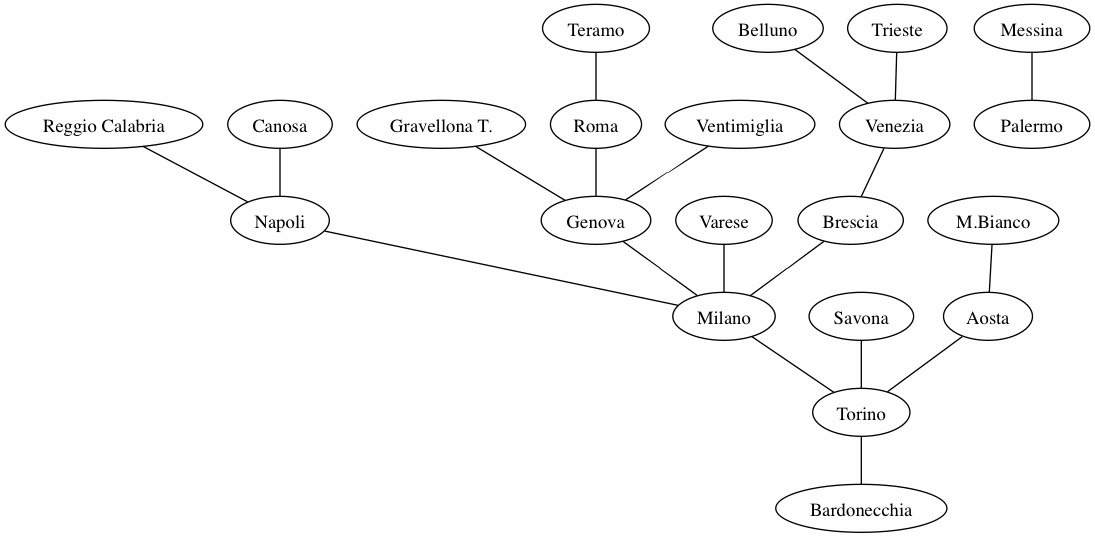 Teramo
Belluno
Trieste
Messina
Reggio Calabria
Canosa
Gravellona T.
Roma
Ventimiglia
Venezia
Palermo
Napoli
Genova
Varese
Brescia
M.Bianco
Milano
Savona
Aosta
Torino
Bardonecchia